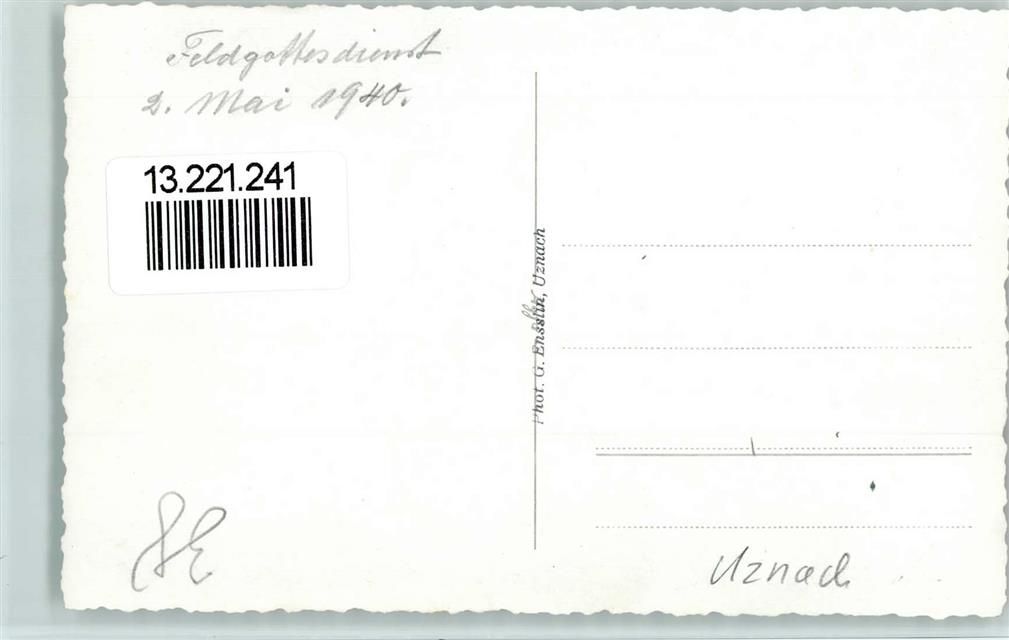 Feldgottesdienst
2. Mai 1940.
13.221.241
Phot. G. Ensslin, Uznach
Uznach